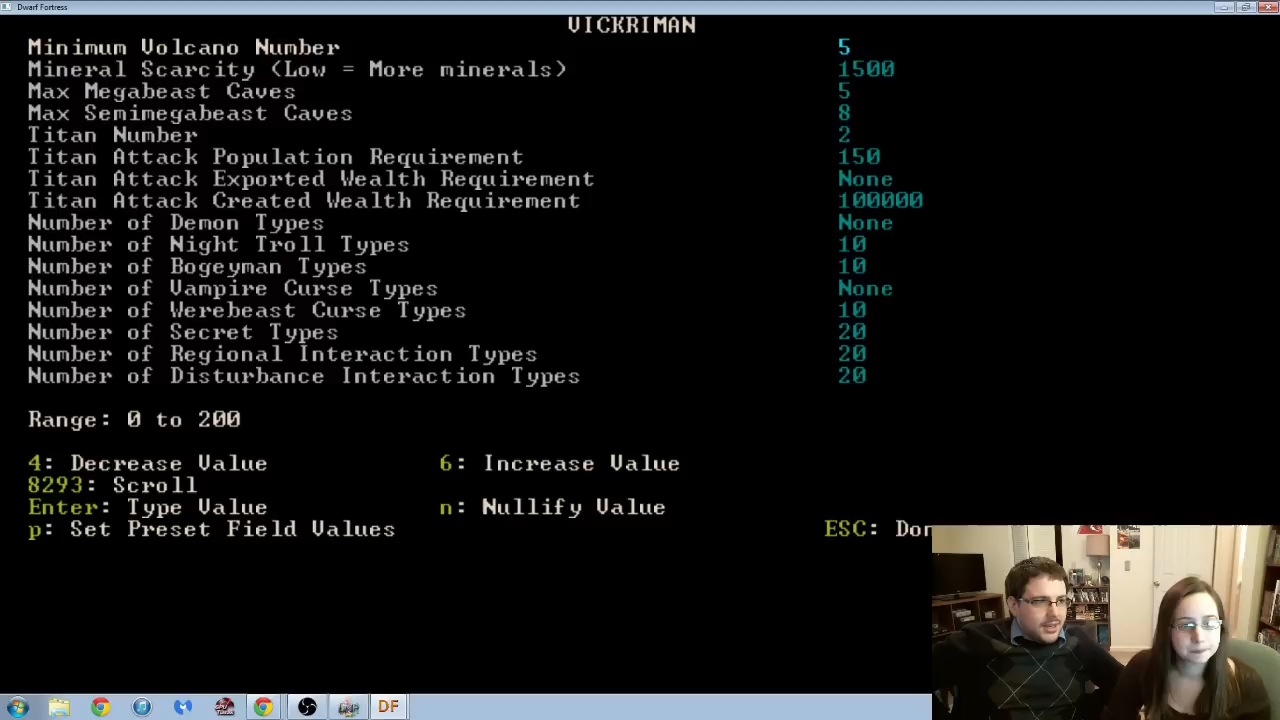 Dwarf Fortress
VICKRIMAN
Minimum Volcano Number 5
Mineral Scarcity (Low = More minerals) 1500
Max Megabeast Caves 5
Max Semimegabeast Caves 8
Titan Number 2
Titan Attack Population Requirement 150
Titan Attack Exported Wealth Requirement None
Titan Attack Created Wealth Requirement 100000
Number of Demon Types None
Number of Night Troll Types 10
Number of Bogeyman Types 10
Number of Vampire Curse Types None
Number of Werebeast Curse Types 10
Number of Secret Types 20
Number of Regional Interaction Types 20
Number of Disturbance Interaction Types 20
Range: 0 to 200
4: Decrease Value 6: Increase Value
8293: Scroll
Enter: Type Value n: Nullify Value
p: Set Preset Field Values ESC: Don
DF